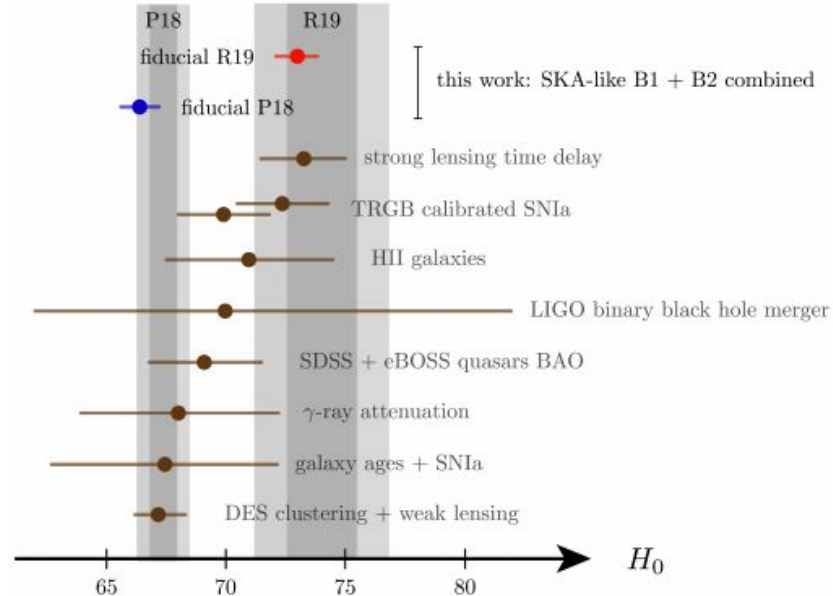 P18 R19
fiducial R19
this work: SKA-like B1 + B2 combined
fiducial P18
strong lensing time delay
TRGB calibrated SNIa
HII galaxies
LIGO binary black hole merger
SDSS + eBOSS quasars BAO
γ-ray attenuation
galaxy ages + SNIa
DES clustering + weak lensing
H₀
65 70 75 80